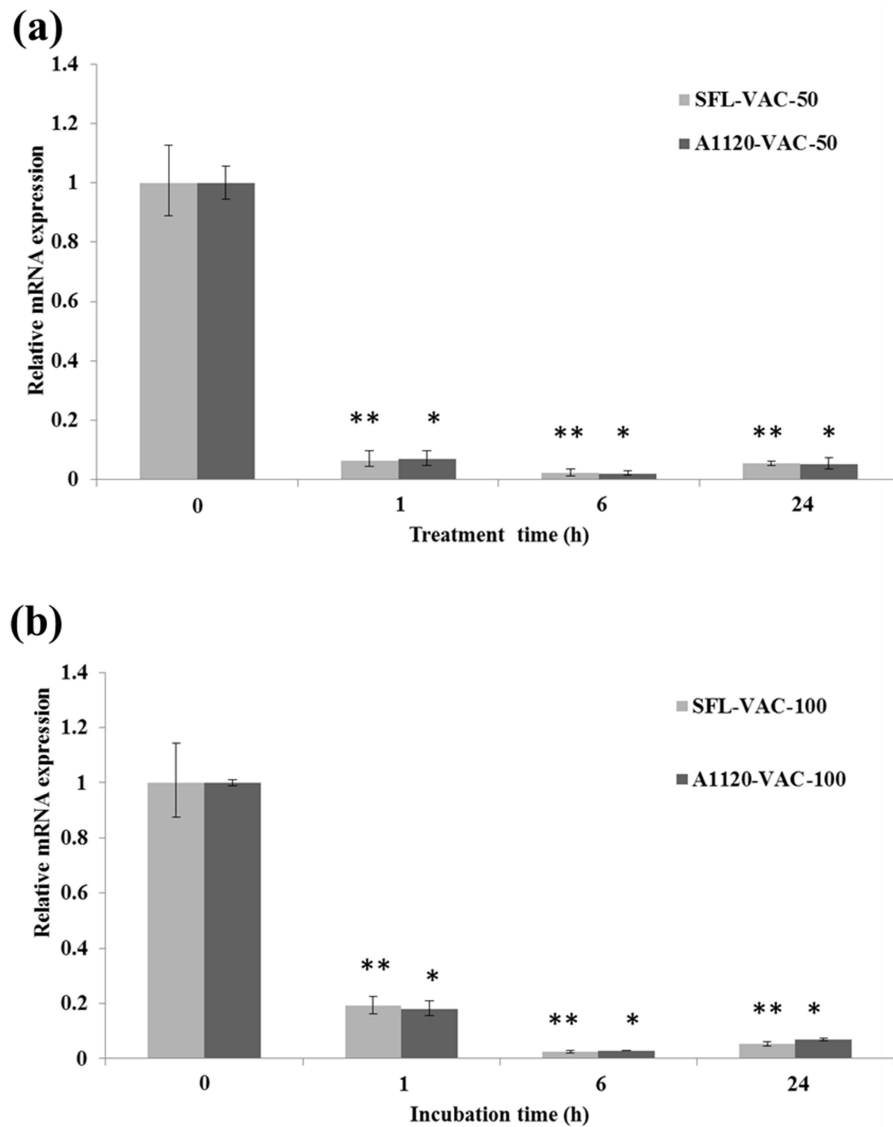 (a)
1.4
1.2
1
0.8
0.6
0.4
0.2
0
Relative mRNA expression
SFL-VAC-50
A1120-VAC-50
** * ** * ** *
0 1 6 24
Treatment time (h)
(b)
1.4
1.2
1
0.8
0.6
0.4
0.2
0
Relative mRNA expression
SFL-VAC-100
A1120-VAC-100
** * ** * ** *
0 1 6 24
Incubation time (h)